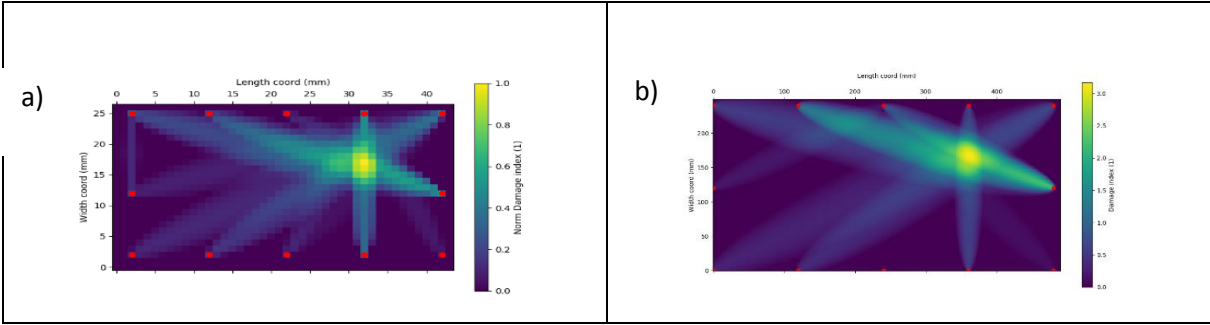 a)
Length coord (mm)
0 5 10 15 20 25 30 35 40
25
20
15
10
5
0
Width coord (mm)
1.0
0.8
0.6
0.4
0.2
0.0
Norm Damage index (1)
b)
Length coord (mm)
0 100 200 300 400
200
150
100
50
0
Width coord (mm)
3.0
2.5
2.0
1.5
1.0
0.5
0.0
Damage index (1)